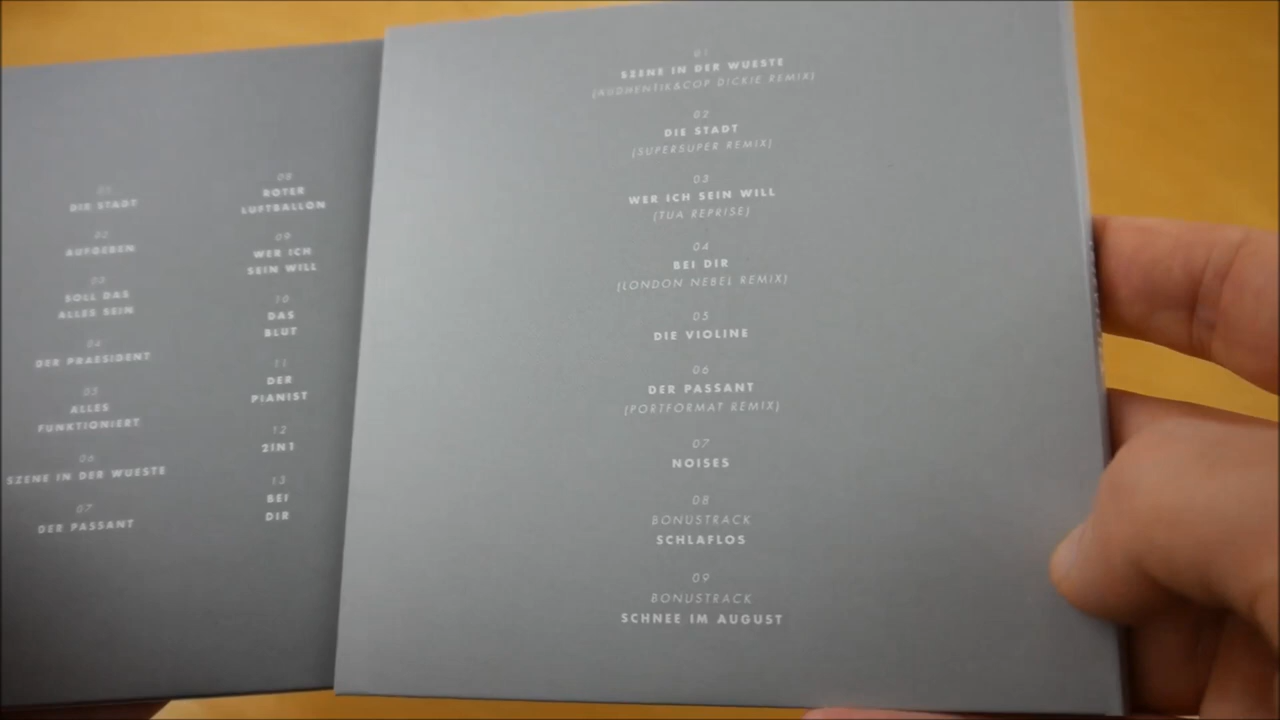 01
DIE STADT
02
AUFGEBEN
03
SOLL DAS
ALLES SEIN
04
DER PRAESIDENT
05
ALLES
FUNKTIONIERT
06
SZENE IN DER WUESTE
07
DER PASSANT
08
ROTER
LUFTBALLON
09
WER ICH
SEIN WILL
10
DAS
BLUT
11
DER
PIANIST
12
2IN1
13
BEI
DIR
01
SZENE IN DER WUESTE
(AUDHENTIK&COP DICKIE REMIX)
02
DIE STADT
(SUPERSUPER REMIX)
03
WER ICH SEIN WILL
(TUA REPRISE)
04
BEI DIR
(LONDON NEBEL REMIX)
05
DIE VIOLINE
06
DER PASSANT
(PORTFORMAT REMIX)
07
NOISES
08
BONUSTRACK
SCHLAFLOS
09
BONUSTRACK
SCHNEE IM AUGUST